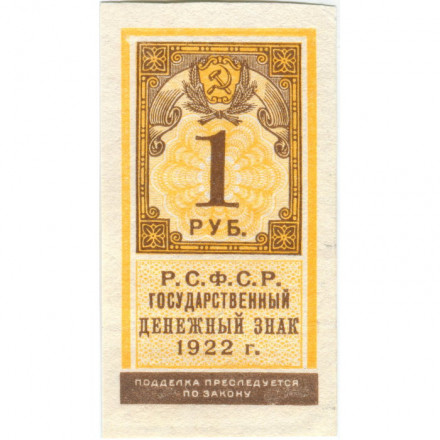 1
РУБ.
Р.С.Ф.С.Р.
ГОСУДАРСТВЕННЫЙ
ДЕНЕЖНЫЙ ЗНАК
1922 г.
ПОДДЕЛКА ПРЕСЛЕДУЕТСЯ
ПО ЗАКОНУ